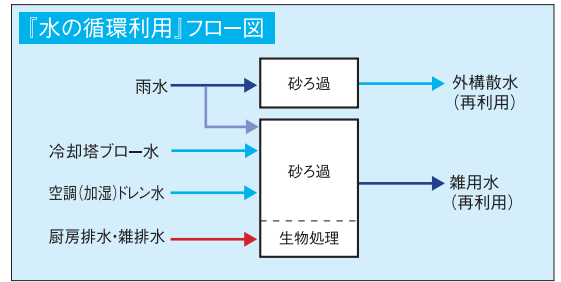 『水の循環利用』フロー図
雨水
砂ろ過
外構散水
(再利用)
冷却塔ブロー水
砂ろ過
空調(加湿)ドレン水
雑用水
(再利用)
厨房排水・雑排水
生物処理